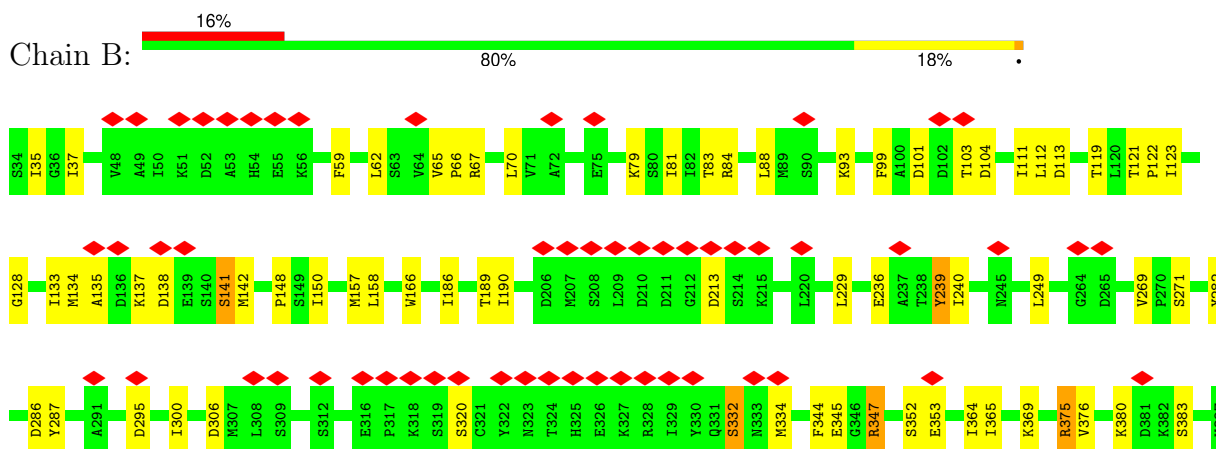 16%
Chain B:
80% 18% •
S34 I35 G36 I37 V48 A49 I50 K51 D52 A53 H54 E55 K56 F59 L62 S63 V64 V65 P66 R67 L70 V71 A72 E75 K79 S80 I81 I82 T83 R84 L88 M89 S90 K93 F99 A100 D101 D102 T103 D104 I111 L112 D113 T119 L120 T121 P122 I123
G128 I133 M134 A135 D136 K137 D138 E139 S140 S141 M142 P148 S149 I150 M157 L158 W166 I186 T189 I190 D206 M207 S208 L209 D210 D211 G212 D213 S214 K215 L220 L229 E236 A237 T238 Y239 I240 N245 L249 G264 D265 V269 P270 S271
D286 Y287 A291 D295 I300 D306 M307 L308 S309 S312 E316 P317 K318 S319 S320 C321 Y322 N323 T324 H325 E326 K327 R328 I329 Y330 Q331 S332 N333 M334 F344 E345 G346 R347 S352 E353 I364 I365 K369 R375 V376 K380 D381 K382 S383